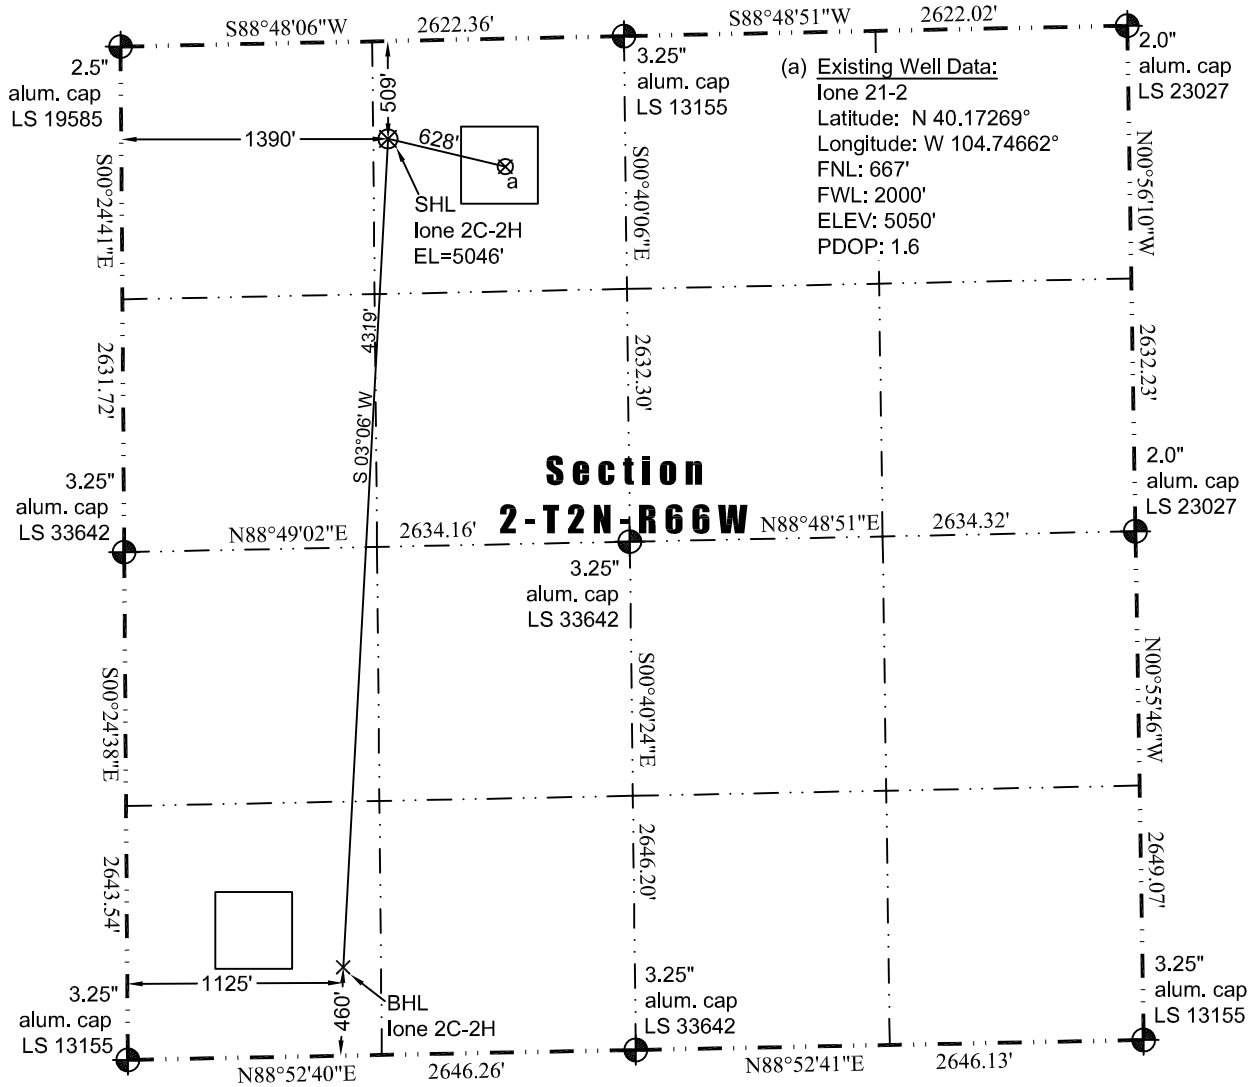 S88°48'06"W 2622.36' S88°48'51"W 2622.02'
2.5"
alum. cap
LS 19585
3.25"
alum. cap
LS 13155
2.0"
alum. cap
LS 23027
(a) Existing Well Data:
Ione 21-2
Latitude: N 40.17269°
Longitude: W 104.74662°
FNL: 667'
FWL: 2000'
ELEV: 5050'
PDOP: 1.6
509'
1390'
628'
a
SHL
Ione 2C-2H
EL=5046'
S00°24'41"E
2631.72'
S00°40'06"E
2632.30'
N00°56'10"W
2632.23'
4319'
S 03°06' W
Section
2-T2N-R66W
3.25"
alum. cap
LS 33642
2.0"
alum. cap
LS 23027
N88°49'02"E 2634.16' N88°48'51"E 2634.32'
3.25"
alum. cap
LS 33642
S00°24'38"E
2643.54'
S00°40'24"E
2646.20'
N00°55'46"W
2649.07'
1125'
460'
BHL
Ione 2C-2H
3.25"
alum. cap
LS 13155
3.25"
alum. cap
LS 33642
3.25"
alum. cap
LS 13155
N88°52'40"E 2646.26' N88°52'41"E 2646.13'